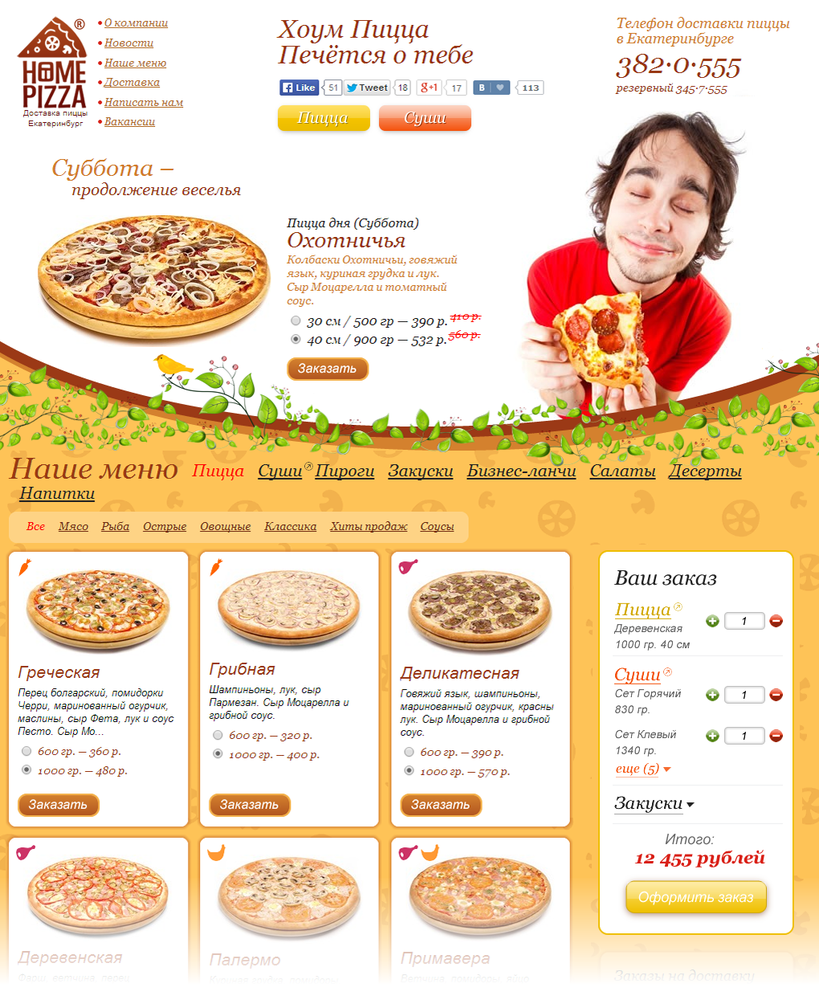 HOME
PIZZA
®
Доставка пиццы
Екатеринбург
О компании
Новости
Наше меню
Доставка
Написать нам
Вакансии
Хоум Пицца
Печётся о тебе
Like 51 Tweet 18 g+1 17 B 113
Пицца Суши
Телефон доставки пиццы
в Екатеринбурге
382·0·555
резервный 345·7·555
Суббота –
продолжение веселья
Пицца дня (Суббота)
Охотничья
Колбаски Охотничьи, говяжий
язык, куриная грудка и лук.
Сыр Моцарелла и томатный
соус.
30 см / 500 гр — 390 р. 410 р.
40 см / 900 гр — 532 р. 560 р.
Заказать
Наше меню Пицца Суши Пироги Закуски Бизнес-ланчи Салаты Десерты
Напитки
Все Мясо Рыба Острые Овощные Классика Хиты продаж Соусы
Греческая
Перец болгарский, помидорки
Черри, маринованный огурчик,
маслины, сыр Фета, лук и соус
Песто. Сыр Мо...
600 гр. — 360 р.
1000 гр. — 480 р.
Заказать
Грибная
Шампиньоны, лук, сыр
Пармезан. Сыр Моцарелла и
грибной соус.
600 гр. — 320 р.
1000 гр. — 400 р.
Заказать
Деликатесная
Говяжий язык, шампиньоны,
маринованный огурчик, красны
лук. Сыр Моцарелла и грибной
соус.
600 гр. — 390 р.
1000 гр. — 570 р.
Заказать
Ваш заказ
Пицца
Деревенская
1000 гр. 40 см
1
Суши
Сет Горячий
830 гр.
1
Сет Клевый
1340 гр.
1
еще (5)
Закуски
Итого:
12 455 рублей
Оформить заказ
Деревенская
Палермо
Примавера
Заказы на доставку